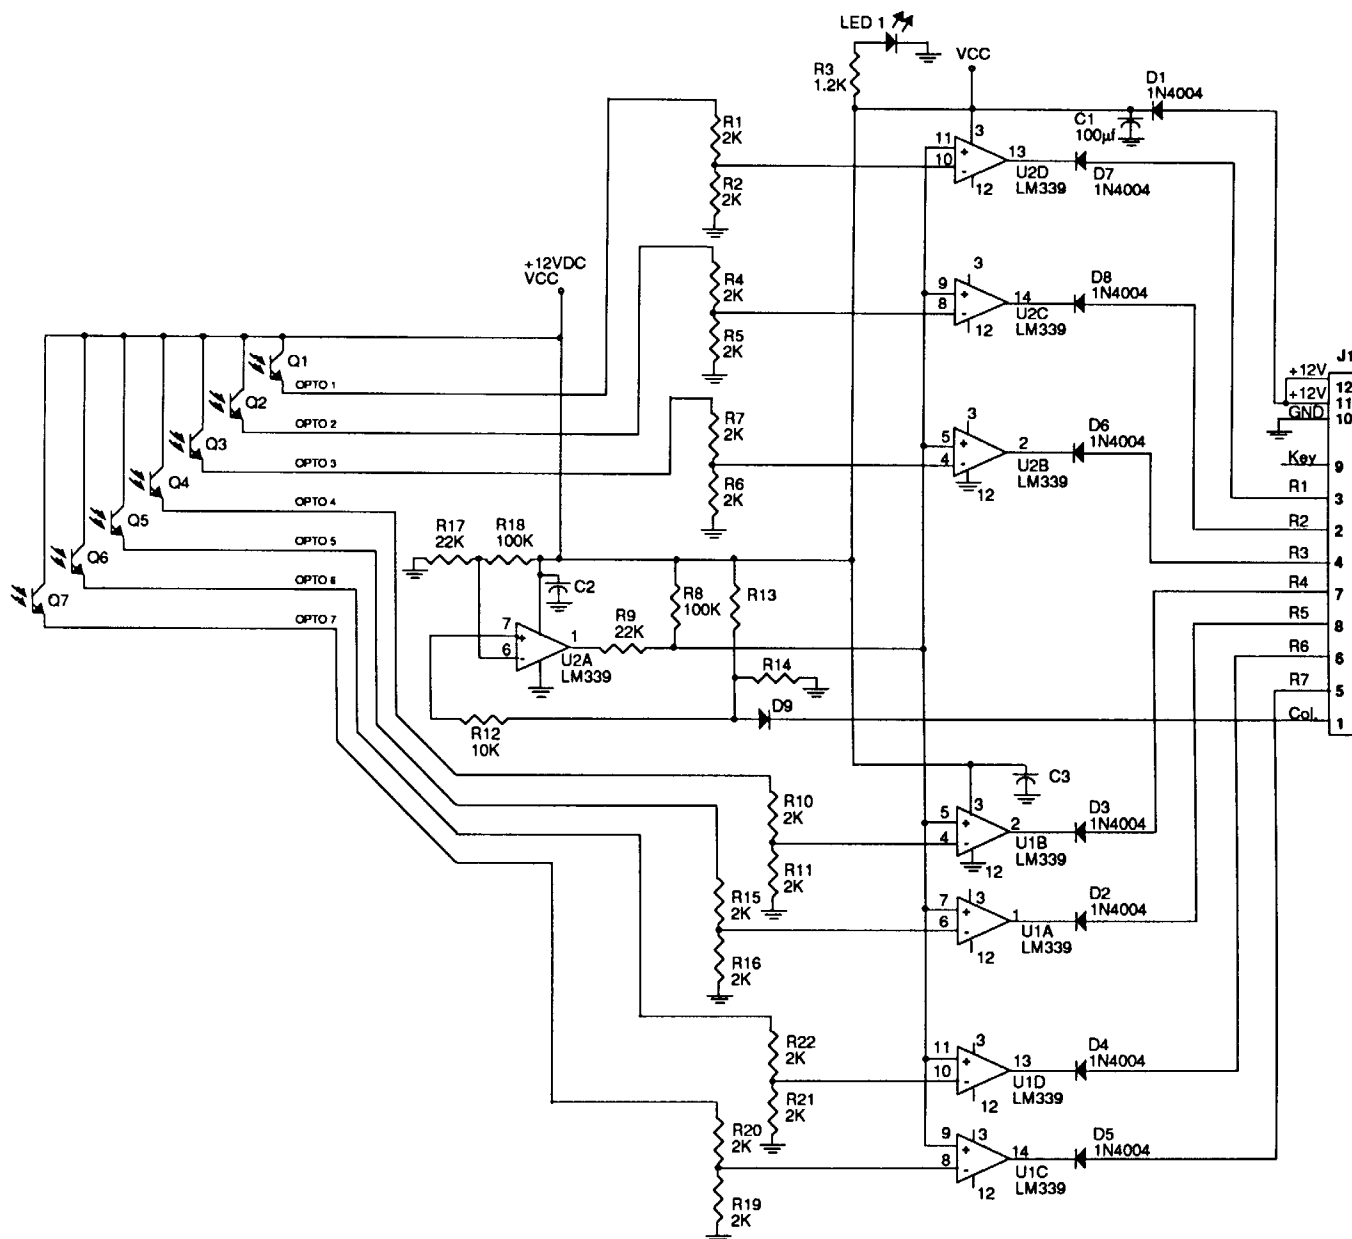 LED 1
VCC
R3
1.2K
D1
1N4004
C1
100µf
R1
2K
R2
2K
11
+
10
-
3
12
13
U2D
LM339
D7
1N4004
+12VDC
VCC
R4
2K
R5
2K
9
+
8
-
3
12
14
U2C
LM339
D8
1N4004
Q1
OPTO 1
Q2
OPTO 2
Q3
OPTO 3
Q4
OPTO 4
Q5
OPTO 5
Q6
OPTO 6
Q7
OPTO 7
R7
2K
R6
2K
5
+
4
-
3
12
2
U2B
LM339
D6
1N4004
J1
+12V
12
+12V
11
GND
10
Key
9
R1
3
R2
2
R3
4
R4
7
R5
8
R6
6
R7
5
Col.
1
R17
22K
R18
100K
C2
R8
100K
R13
7
+
6
-
1
U2A
LM339
R9
22K
R14
D9
R12
10K
C3
R10
2K
R11
2K
5
+
4
-
3
12
2
U1B
LM339
D3
1N4004
R15
2K
R16
2K
7
+
6
-
3
12
1
U1A
LM339
D2
1N4004
R22
2K
R21
2K
11
+
10
-
3
12
13
U1D
LM339
D4
1N4004
R20
2K
R19
2K
9
+
8
-
3
12
14
U1C
LM339
D5
1N4004